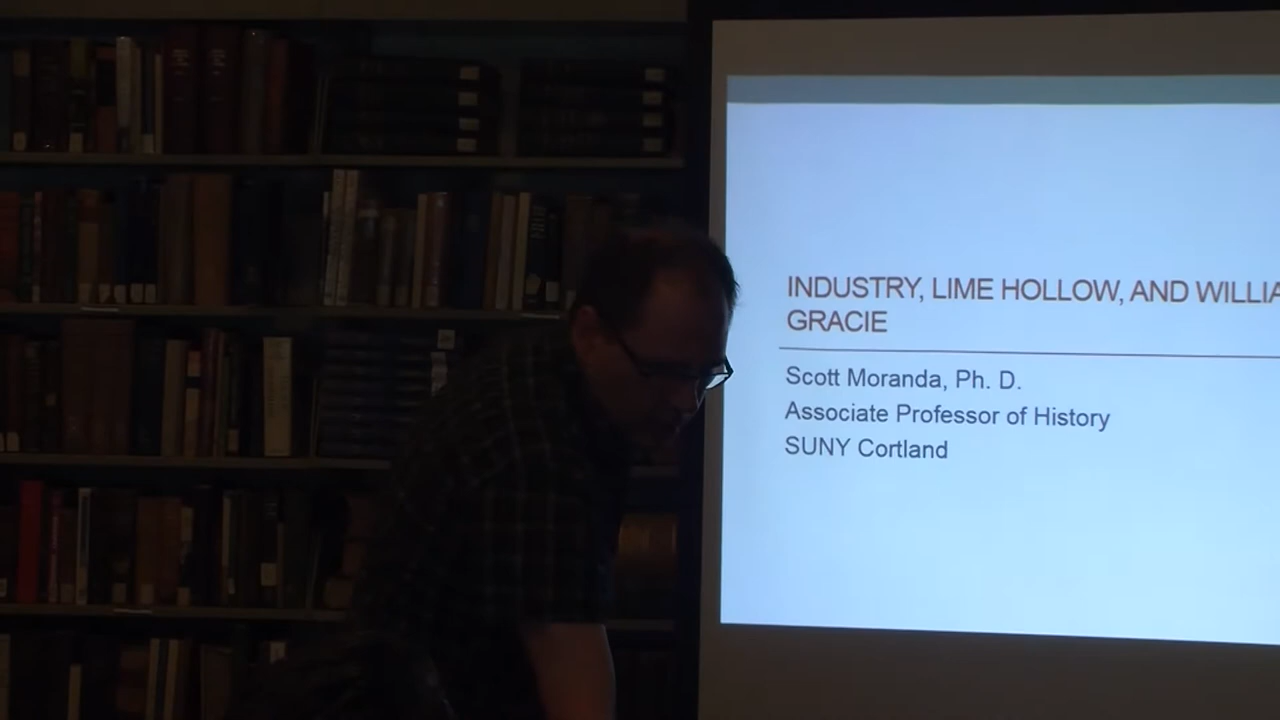 INDUSTRY, LIME HOLLOW, AND WILLIA
GRACIE
Scott Moranda, Ph. D.
Associate Professor of History
SUNY Cortland